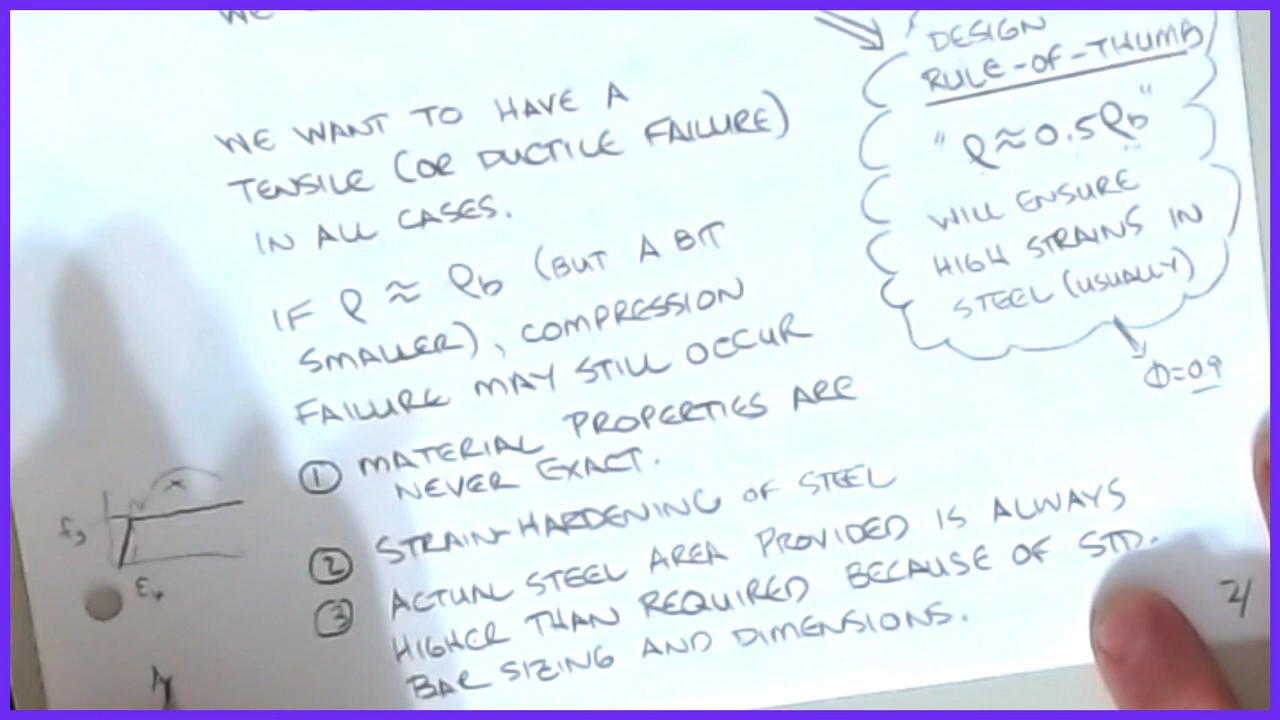 WE
WE WANT TO HAVE A
TENSILE (OR DUCTILE FAILURE)
IN ALL CASES.
IF ρ ≈ ρb (BUT A BIT
SMALLER), COMPRESSION
FAILURE MAY STILL OCCUR
① MATERIAL PROPERTIES ARE
NEVER EXACT.
② STRAIN-HARDENING OF STEEL
③ ACTUAL STEEL AREA PROVIDED IS ALWAYS
HIGHER THAN REQUIRED BECAUSE OF STD.
BAR SIZING AND DIMENSIONS.
DESIGN
RULE-OF-THUMB
"ρ≈0.5ρb"
WILL ENSURE
HIGH STRAINS IN
STEEL (USUALLY)
Φ=0.9
fy
εy
2/